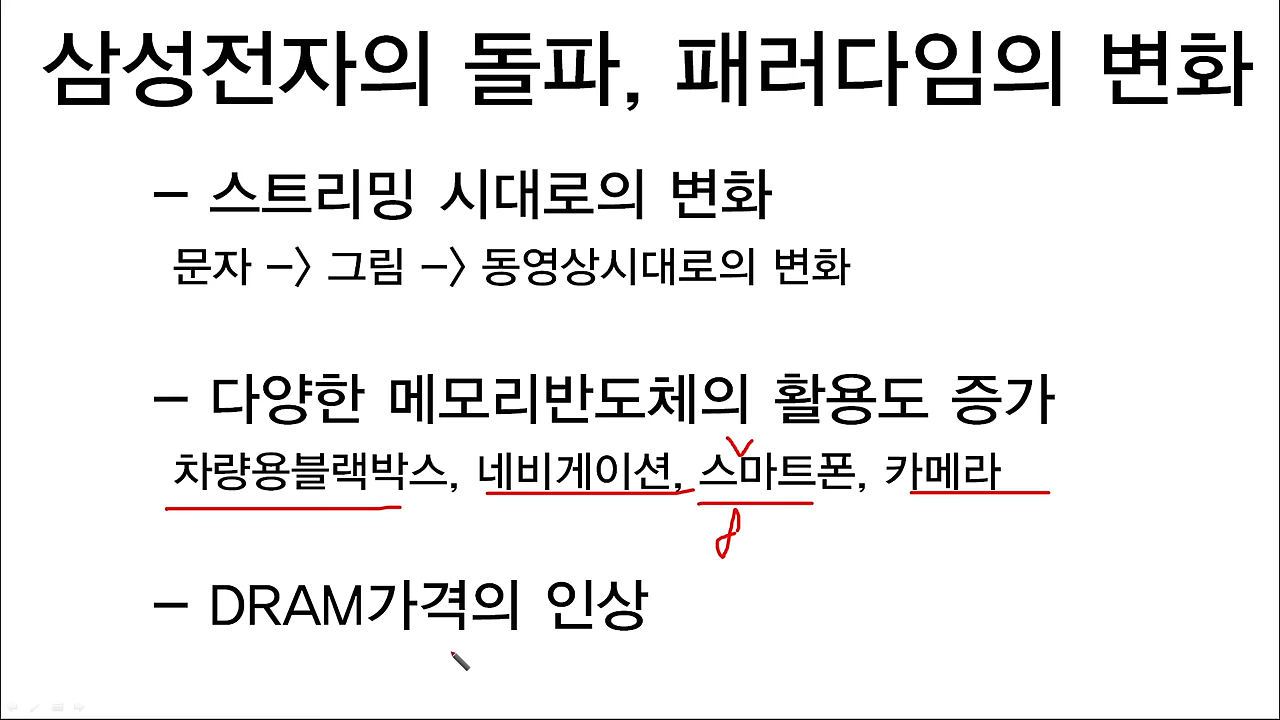 삼성전자의 돌파, 패러다임의 변화
– 스트리밍 시대로의 변화
문자 –> 그림 –> 동영상시대로의 변화
– 다양한 메모리반도체의 활용도 증가
차량용블랙박스, 네비게이션, 스마트폰, 카메라
– DRAM가격의 인상